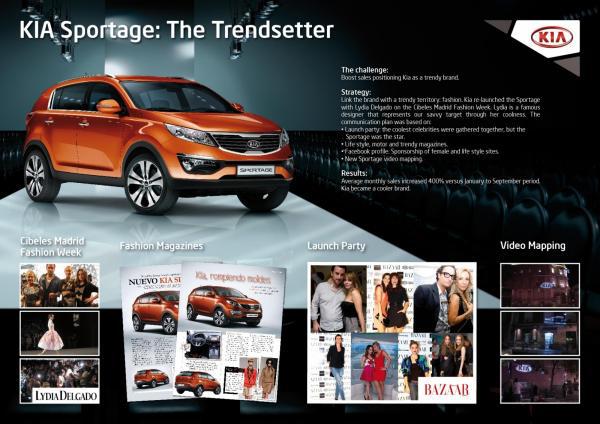 KIA Sportage: The Trendsetter
KIA
The challenge:
Boost sales positioning Kia as a trendy brand.
Strategy:
Link the brand with a trendy territory: fashion. Kia re-launched the Sportage
with Lydia Delgado on the Cibeles Madrid Fashion Week. Lydia is a famous
designer that represents our savvy target through her coolness. The
communication plan was based on:
• Launch party: the coolest celebrities were gathered together, but the
Sportage was the star.
• Life style, motor and trendy magazines.
• Facebook profile. Sponsorship of female and life style sites.
• New Sportage video mapping.
Results:
Average monthly sales increased 400% versus January to September period.
Kia became a cooler brand.
SPORTAGE
Cibeles Madrid
Fashion Week
Fashion Magazines
Launch Party
Video Mapping
NUEVO KIA
Kia, rompiendo moldes
BAZAAR
LYDIA DELGADO
BAZAAR
KIA